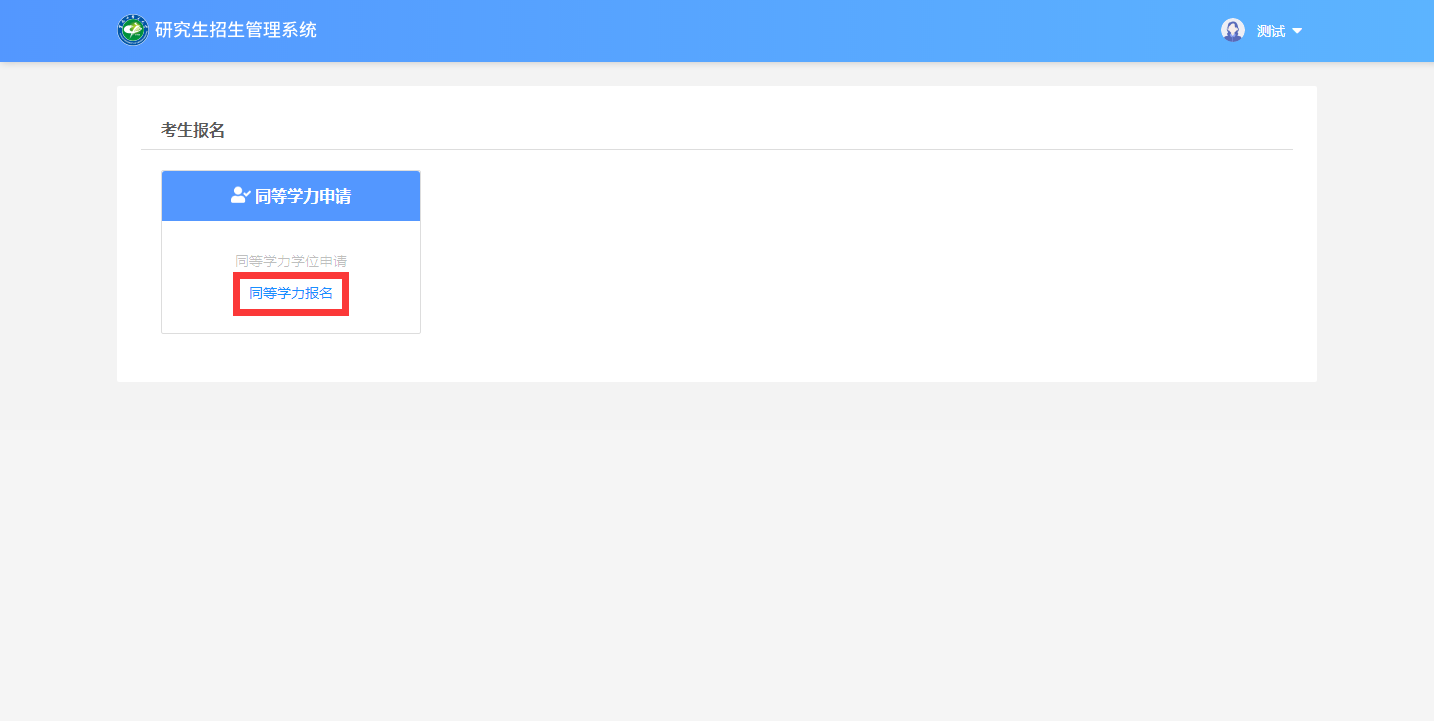 研究生招生管理系统
测试
考生报名
同等学力申请
同等学力学位申请
同等学力报名